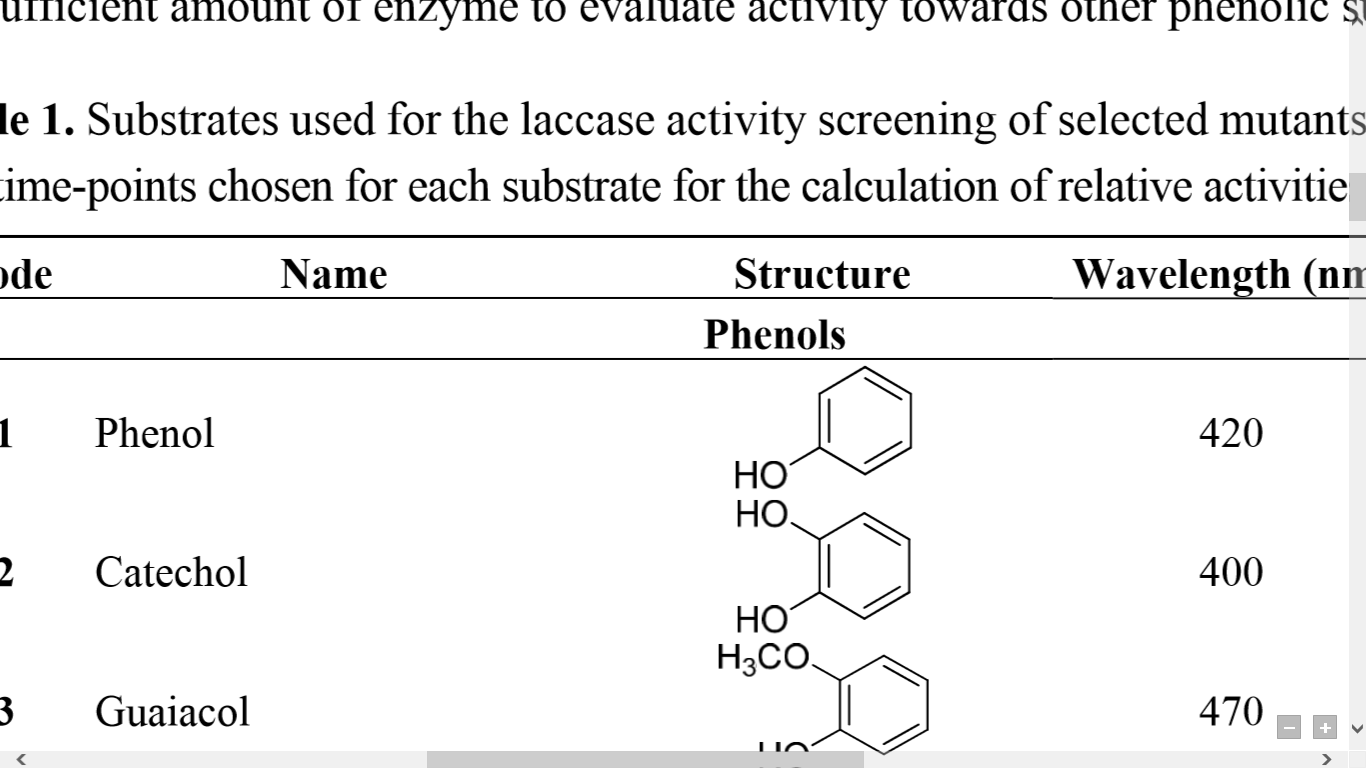 ufficient amount of enzyme to evaluate activity towards other phenolic s
le 1. Substrates used for the laccase activity screening of selected mutants
time-points chosen for each substrate for the calculation of relative activitie
ode Name Structure Wavelength (nm
Phenols
HO
1 Phenol 420
HO
2 Catechol 400
HO
H₃CO
3 Guaiacol 470
HO